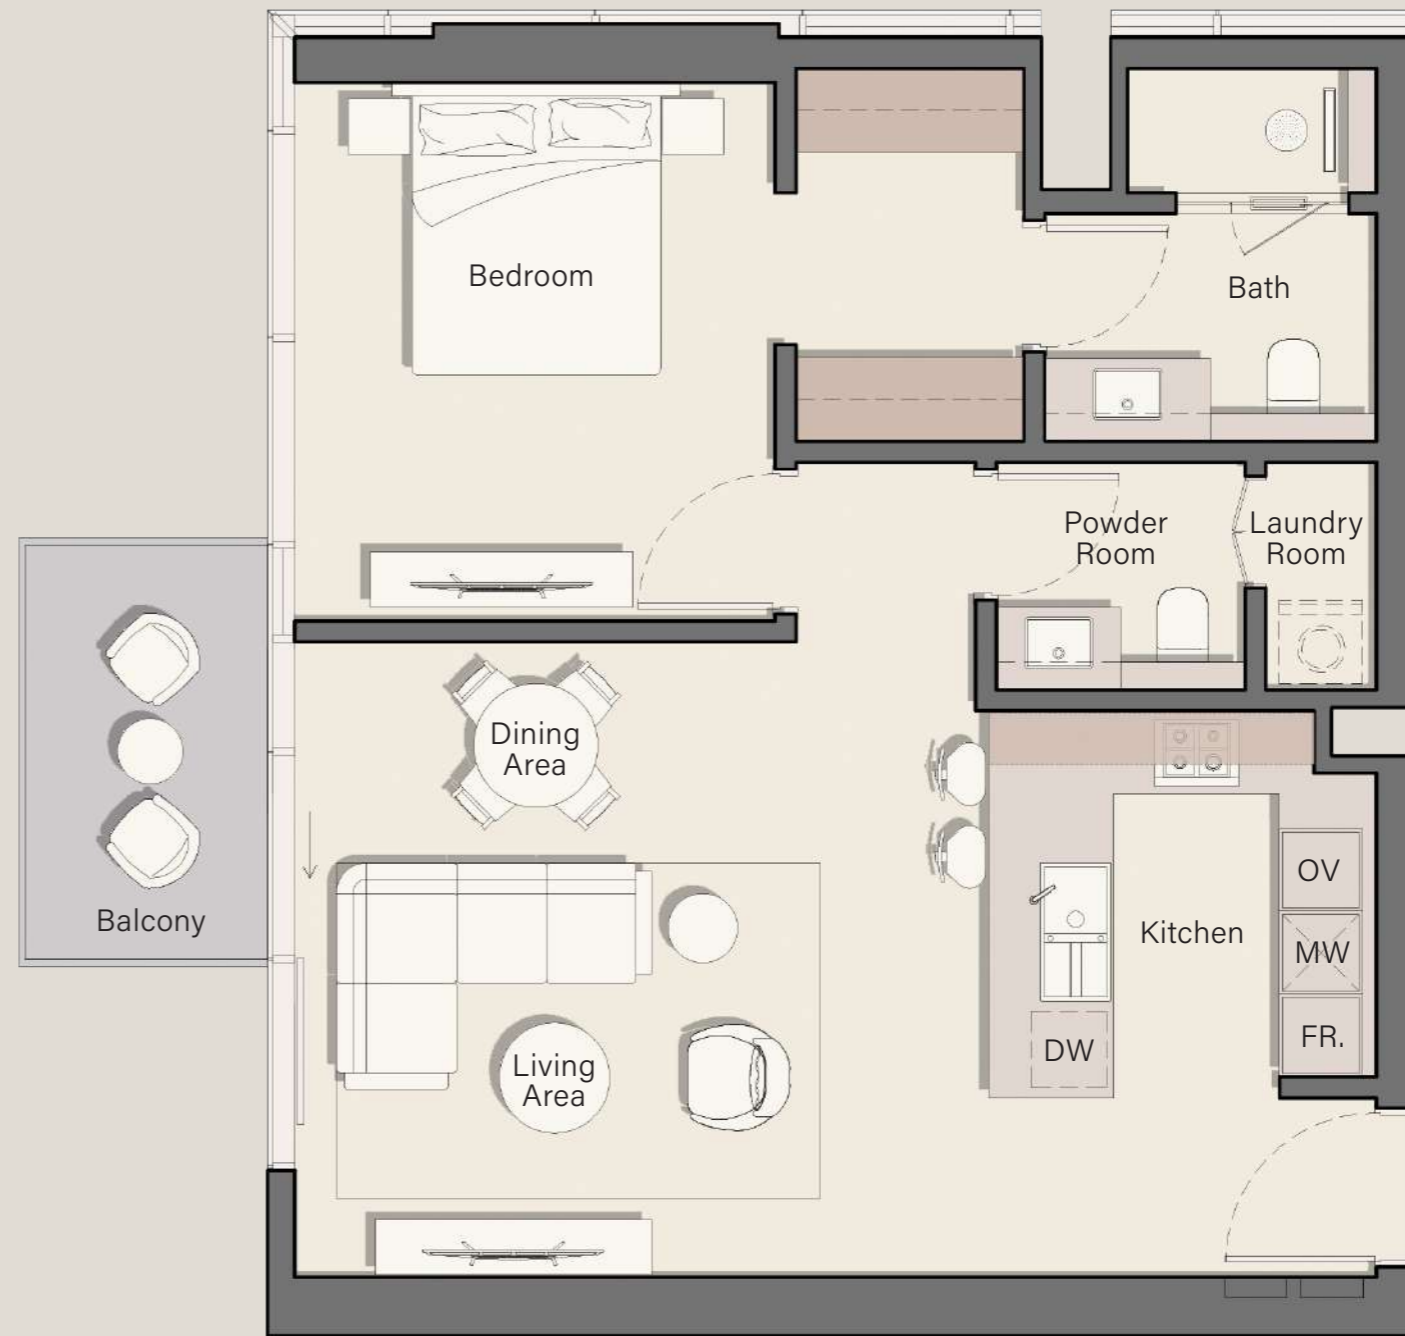 Bedroom
Bath
Powder
Room
Laundry
Room
Dining
Area
Balcony
OV
Kitchen
MW
FR.
DW
Living
Area